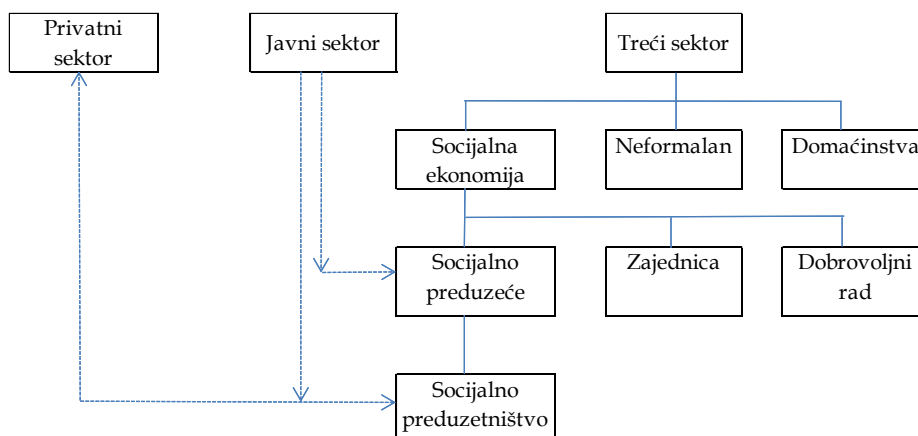 Privatni
sektor
Javni sektor
Treći sektor
Socijalna
ekonomija
Neformalan
Domaćinstva
Socijalno
preduzeće
Zajednica
Dobrovoljni
rad
Socijalno
preduzetništvo